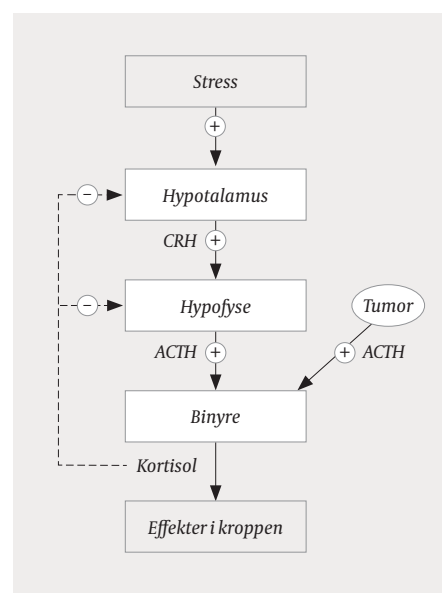 Stress
+
– Hypotalamus
CRH +
– Hypofyse
Tumor
ACTH +
+ ACTH
Binyre
Kortisol
Effekter i kroppen